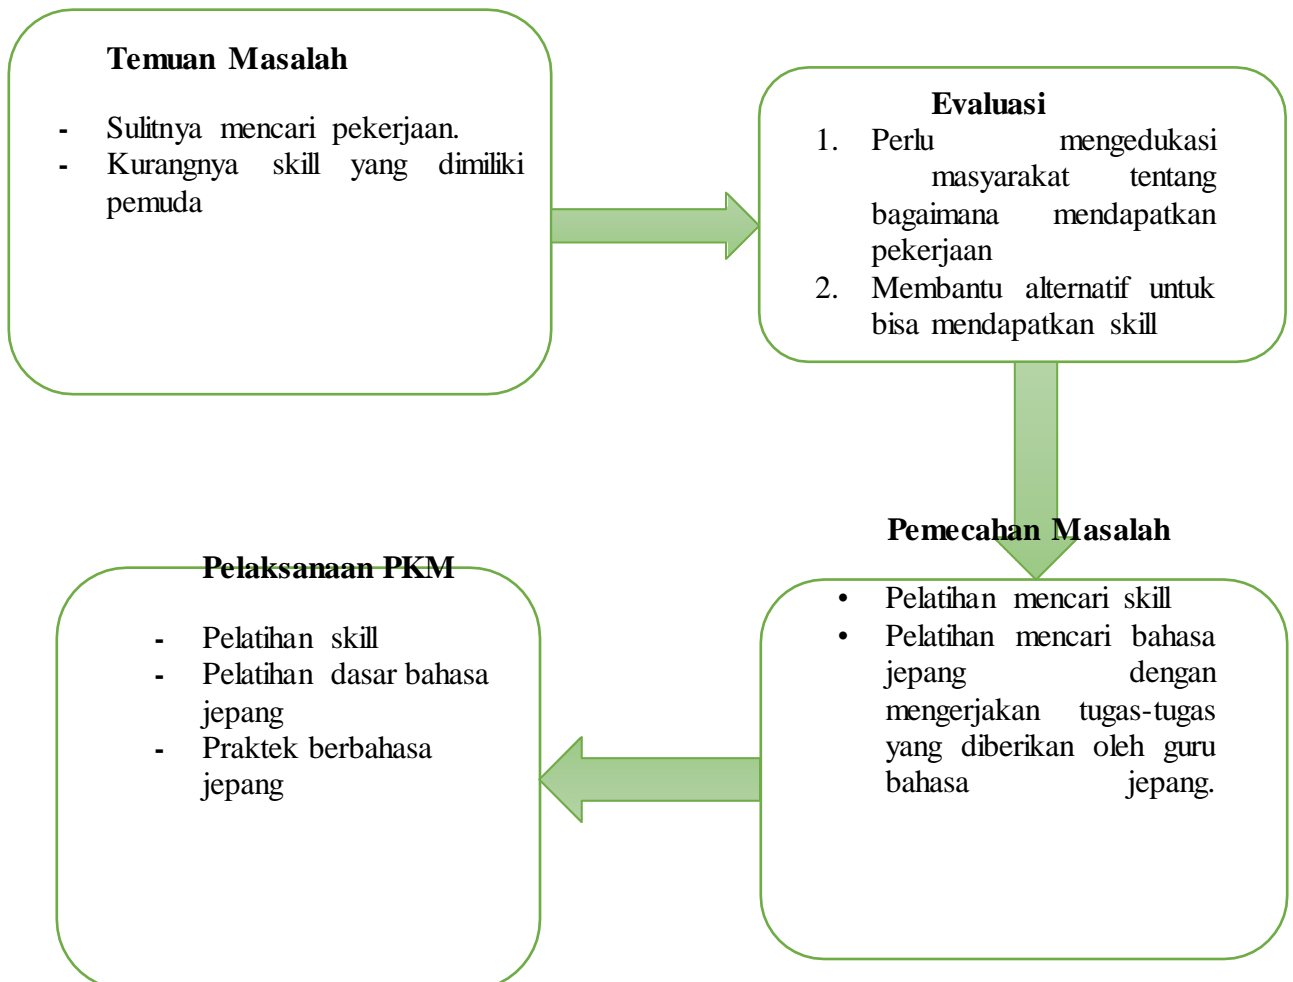 Temuan Masalah
- Sulitnya mencari pekerjaan.
- Kurangnya skill yang dimiliki
pemuda
Evaluasi
1. Perlu mengedukasi
masyarakat tentang
bagaimana mendapatkan
pekerjaan
2. Membantu alternatif untuk
bisa mendapatkan skill
Pemecahan Masalah
• Pelatihan mencari skill
• Pelatihan mencari bahasa
jepang dengan
mengerjakan tugas-tugas
yang diberikan oleh guru
bahasa jepang.
Pelaksanaan PKM
- Pelatihan skill
- Pelatihan dasar bahasa
jepang
- Praktek berbahasa
jepang